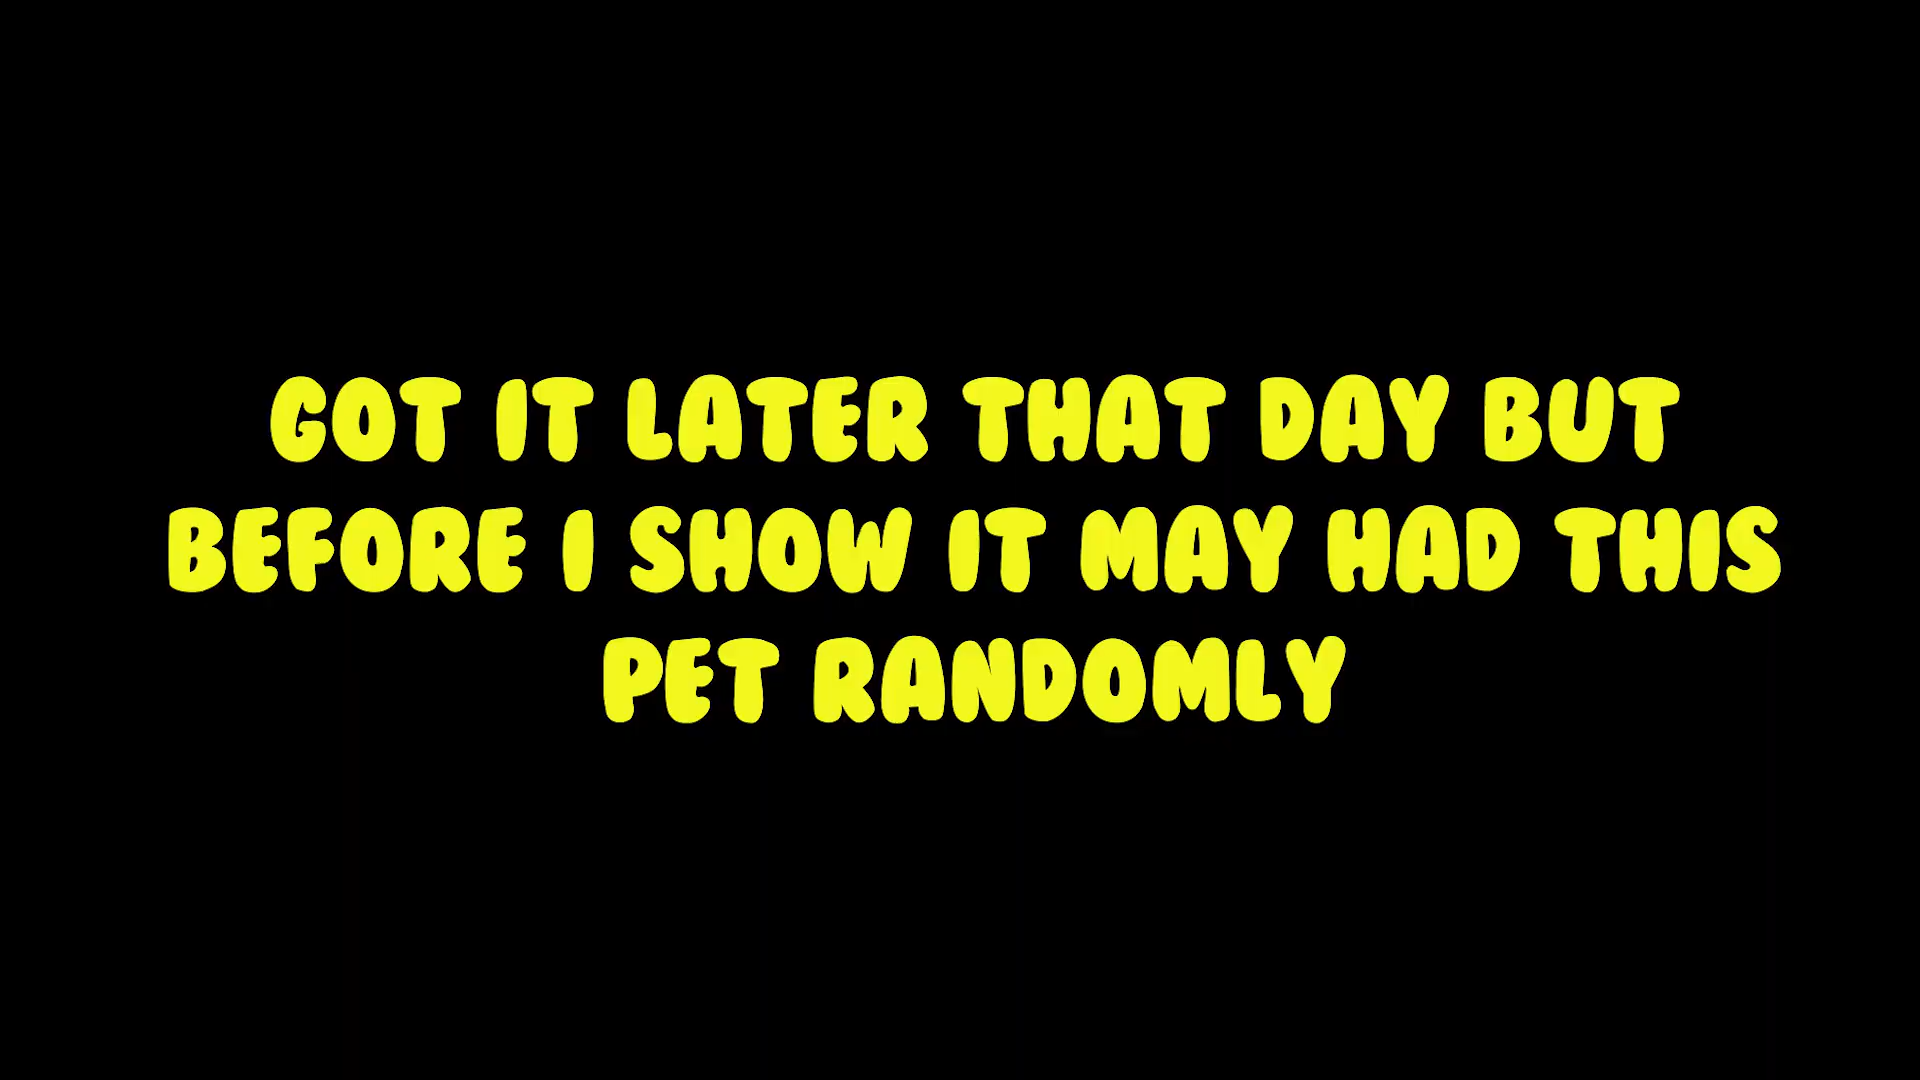 GOT IT LATER THAT DAY BUT
BEFORE I SHOW IT MAY HAD THIS
PET RANDOMLY